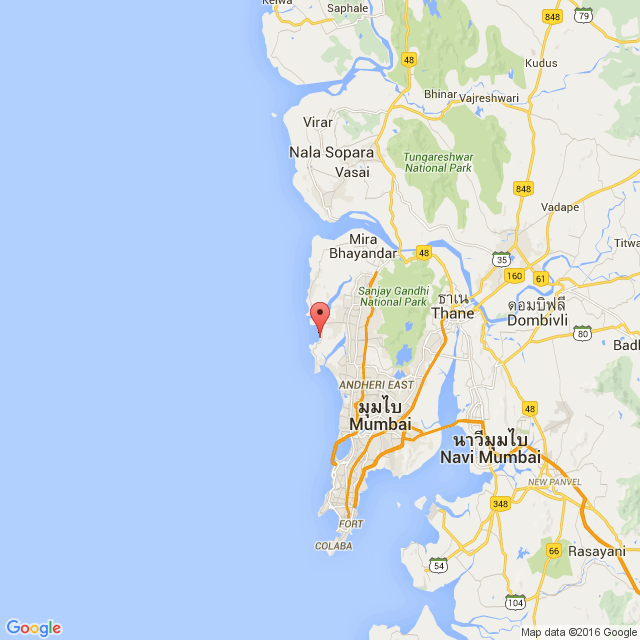 Kelwa
Saphale
848
79
48
Kudus
Bhinar
Vajreshwari
Virar
Nala Sopara
Vasai
Tungareshwar
National Park
848
Vadape
Mira
Bhayandar
48
35
Titwa
160
61
Sanjay Gandhi
National Park
ธาเน
Thane
ดอมบิฟลี
Dombivli
80
Badl
ANDHERI EAST
มุมไบ
Mumbai
48
นาวีมุมไบ
Navi Mumbai
NEW PANVEL
348
FORT
COLABA
66
Rasayani
54
104
Google
Map data ©2016 Google